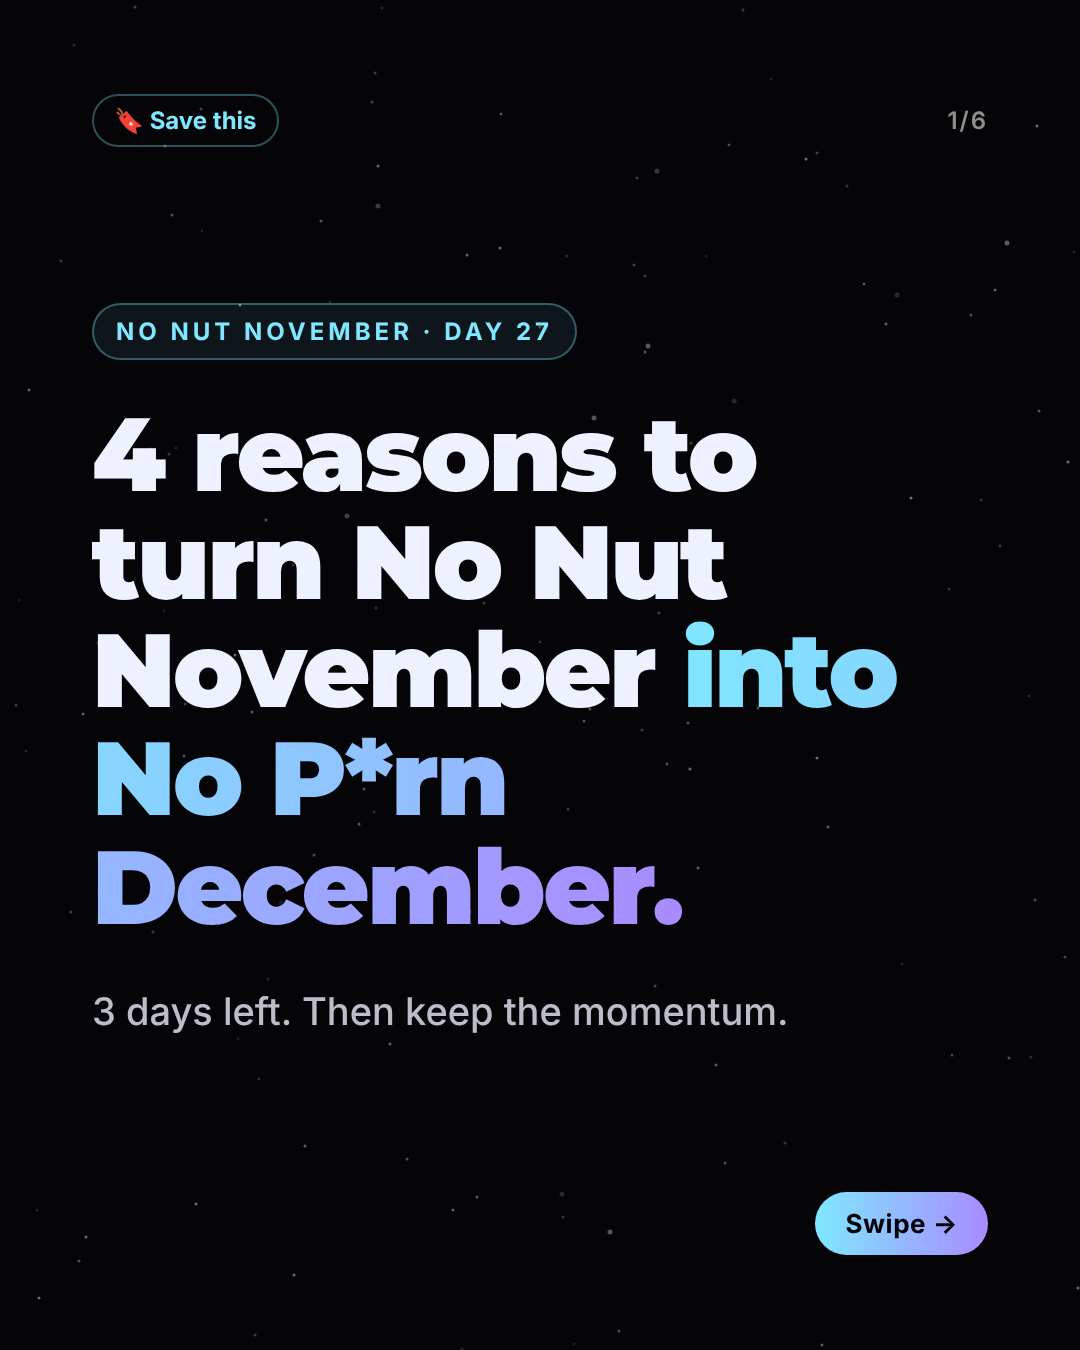 🔖 Save this
1/6
NO NUT NOVEMBER · DAY 27
4 reasons to
turn No Nut
November into
No P*rn
December.
3 days left. Then keep the momentum.
Swipe →